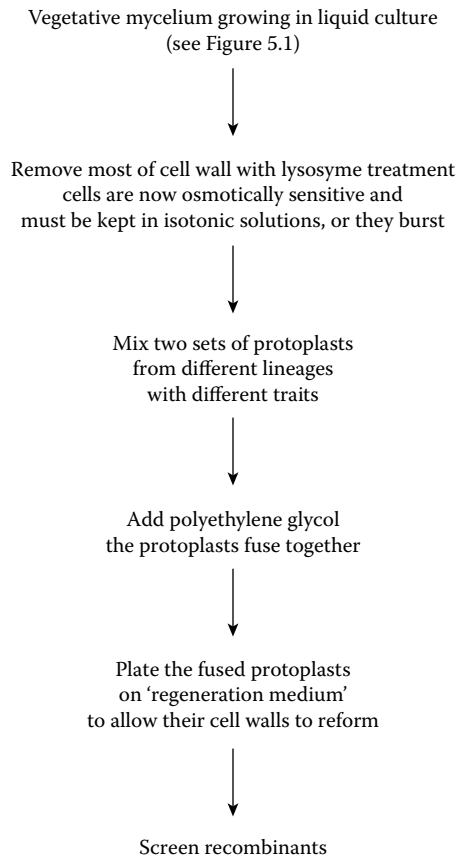 Vegetative mycelium growing in liquid culture
(see Figure 5.1)
Remove most of cell wall with lysosyme treatment
cells are now osmotically sensitive and
must be kept in isotonic solutions, or they burst
Mix two sets of protoplasts
from different lineages
with different traits
Add polyethylene glycol
the protoplasts fuse together
Plate the fused protoplasts
on ‘regeneration medium’
to allow their cell walls to reform
Screen recombinants